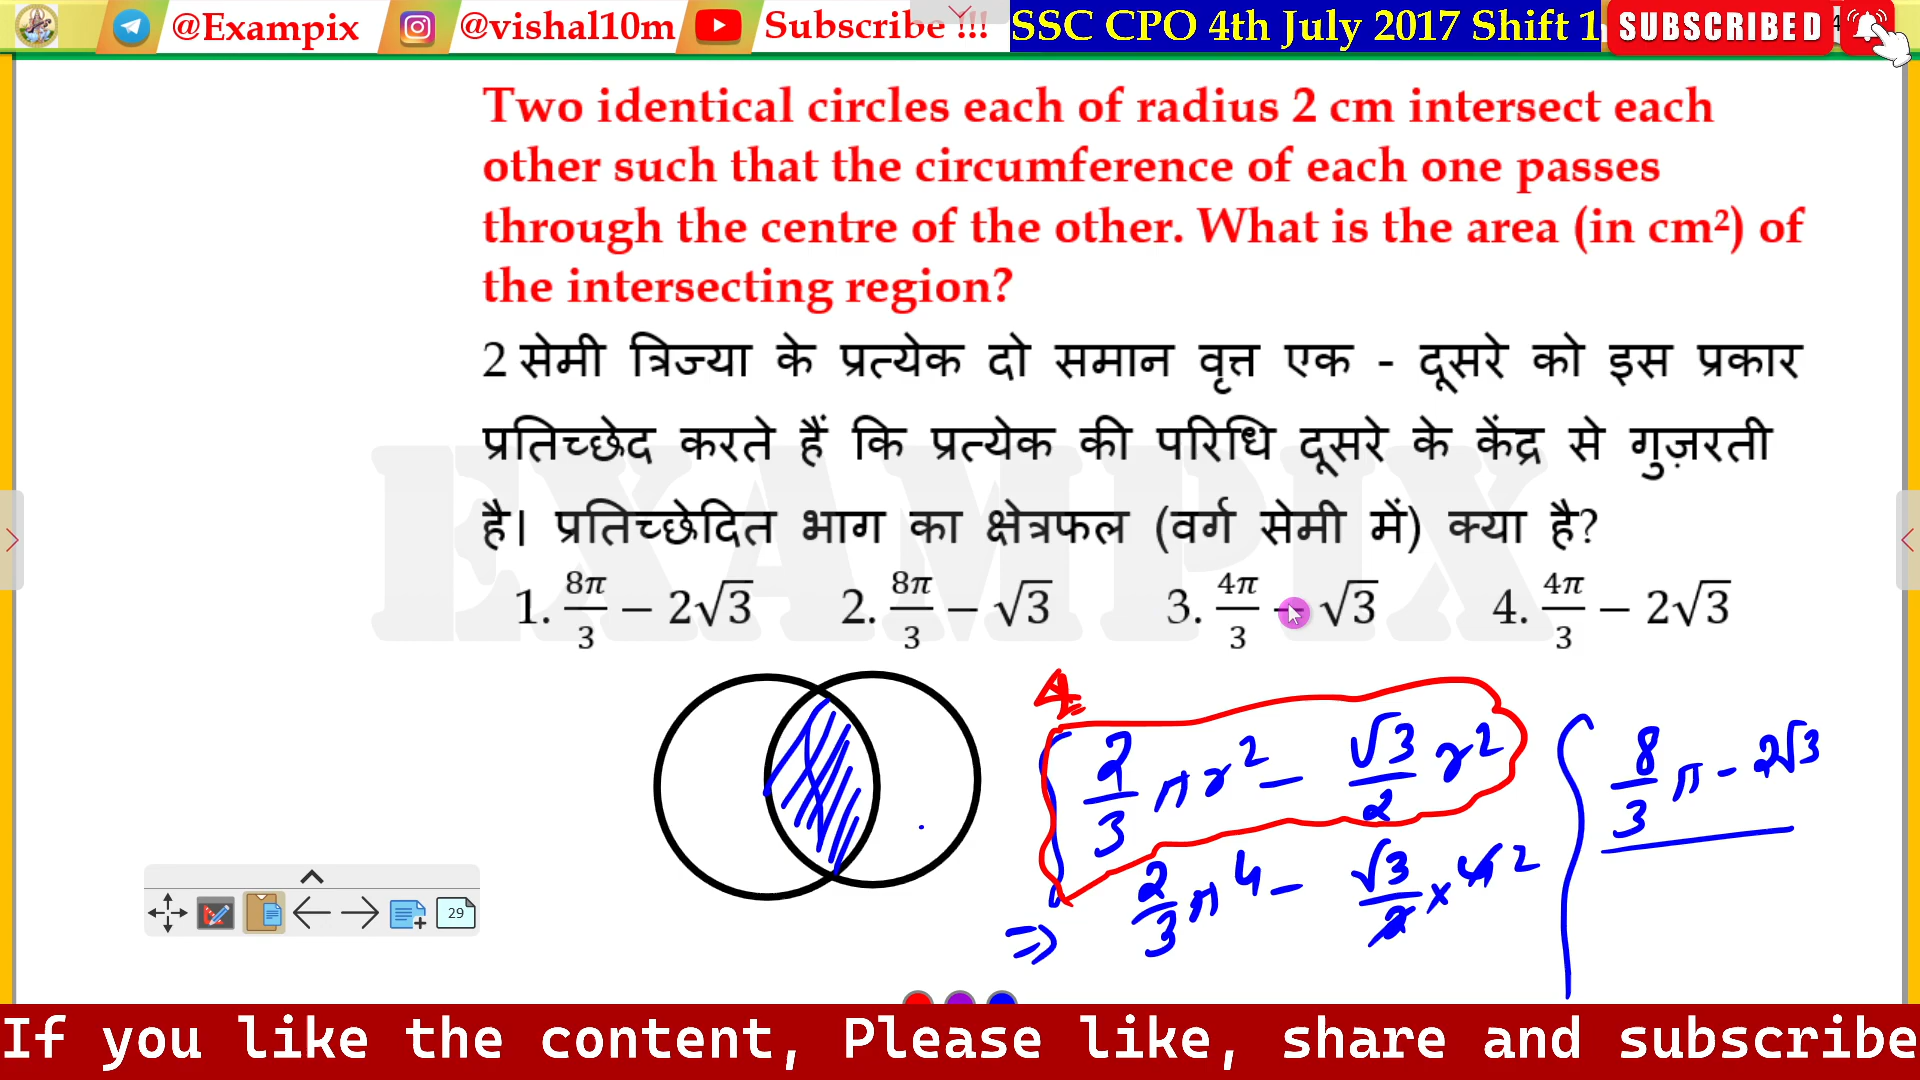 @Exampix @vishal10m Subscribe !!! SSC CPO 4th July 2017 Shift 1 SUBSCRIBED
Two identical circles each of radius 2 cm intersect each
other such that the circumference of each one passes
through the centre of the other. What is the area (in cm²) of
the intersecting region?
2 सेमी त्रिज्या के प्रत्येक दो समान वृत्त एक - दूसरे को इस प्रकार
प्रतिच्छेद करते हैं कि प्रत्येक की परिधि दूसरे के केंद्र से गुज़रती
है। प्रतिच्छेदित भाग का क्षेत्रफल (वर्ग सेमी में) क्या है?
EXAMPIX
1. 8π/3 − 2√3 2. 8π/3 − √3 3. 4π/3 − √3 4. 4π/3 − 2√3
2/3 πr² − √3/2 r²
8/3 π − 2√3
⇒ 2/3 π 4 − √3/2 × 4 2
29
If you like the content, Please like, share and subscribe